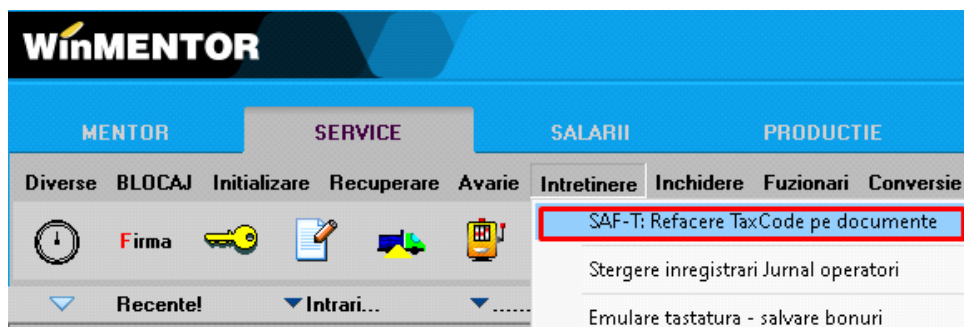 WinMENTOR
MENTOR SERVICE SALARII PRODUCTIE
Diverse BLOCAJ Initializare Recuperare Avarie Intretinere Inchidere Fuzionari Conversie
Firma SAF-T: Refacere TaxCode pe documente
Stergere inregistrari Jurnal operatori
Recente! Intrari... ......
Emulare tastatura - salvare bonuri